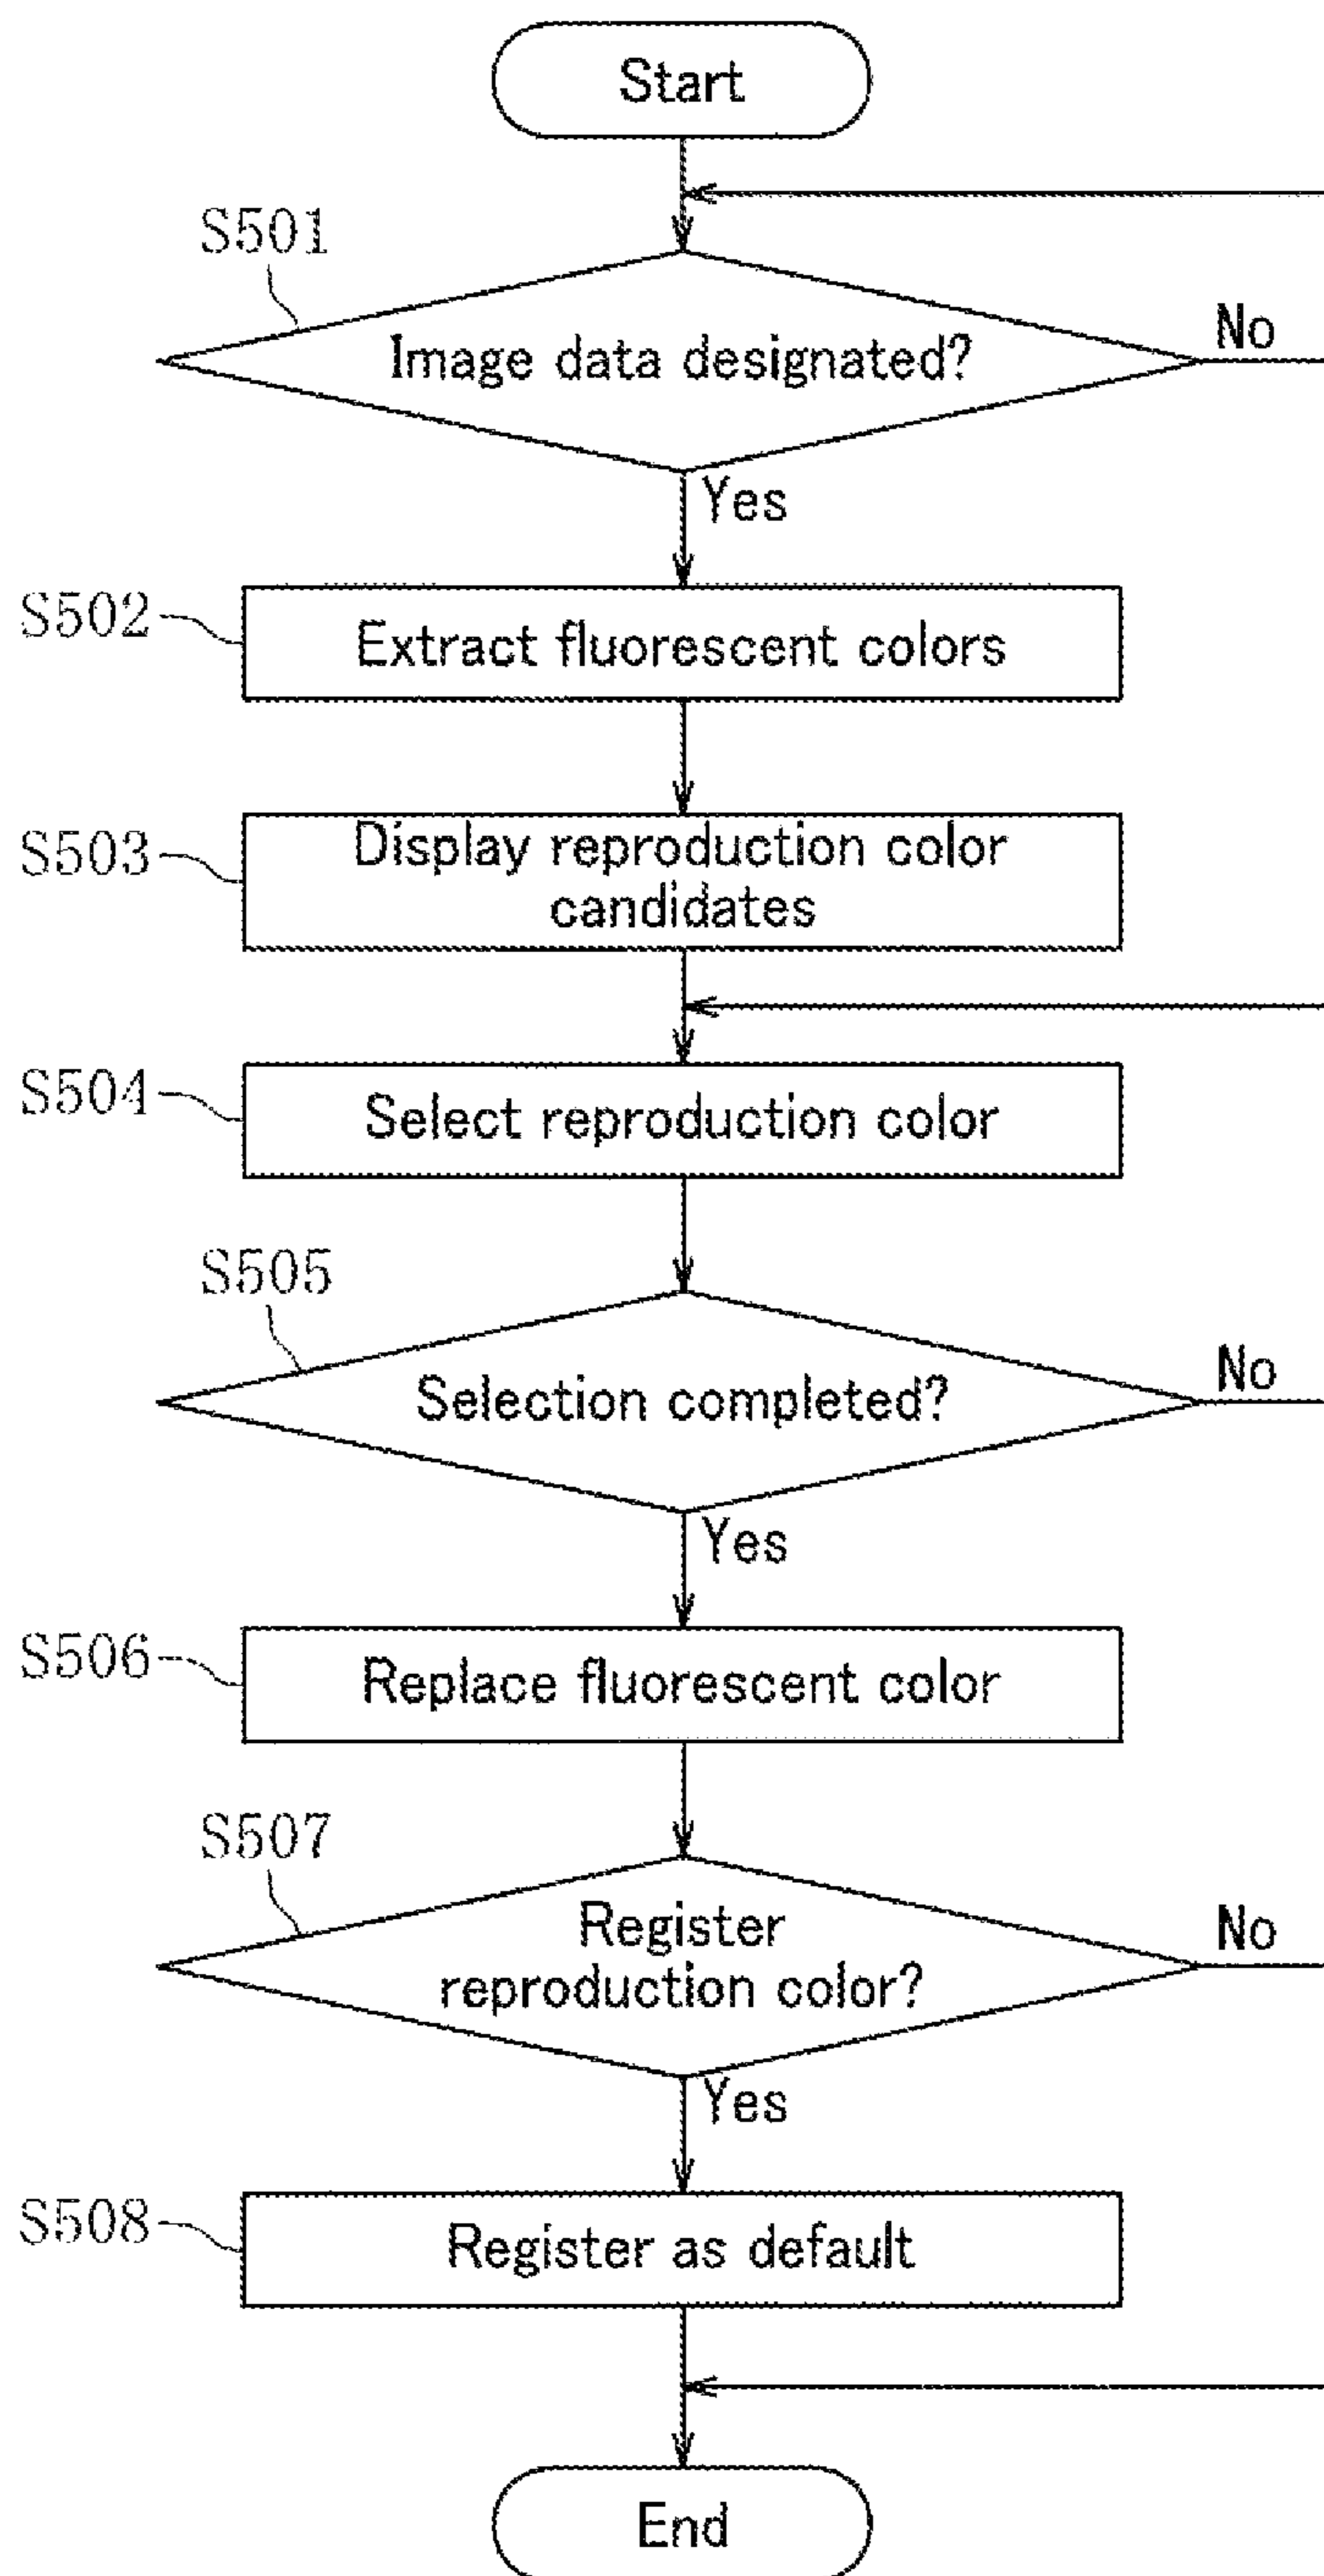 Start
S501
Image data designated?
No
Yes
S502
Extract fluorescent colors
S503
Display reproduction color
candidates
S504
Select reproduction color
S505
Selection completed?
No
Yes
S506
Replace fluorescent color
S507
Register
reproduction color?
No
Yes
S508
Register as default
End